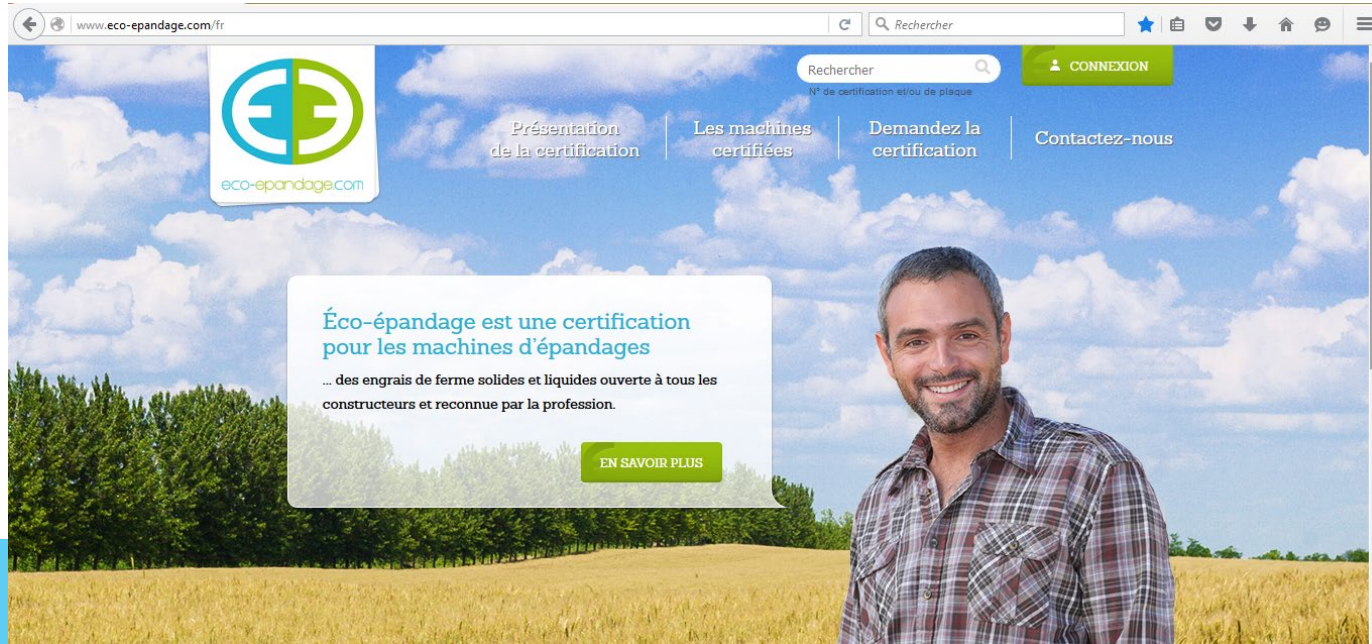 www.eco-epandage.com/fr
Rechercher
Rechercher
CONNEXION
N° de certification et/ou de plaque
Présentation
de la certification
Les machines
certifiées
Demandez la
certification
Contactez-nous
eco-epandage.com
Éco-épandage est une certification
pour les machines d'épandages
... des engrais de ferme solides et liquides ouverte à tous les
constructeurs et reconnue par la profession.
EN SAVOIR PLUS